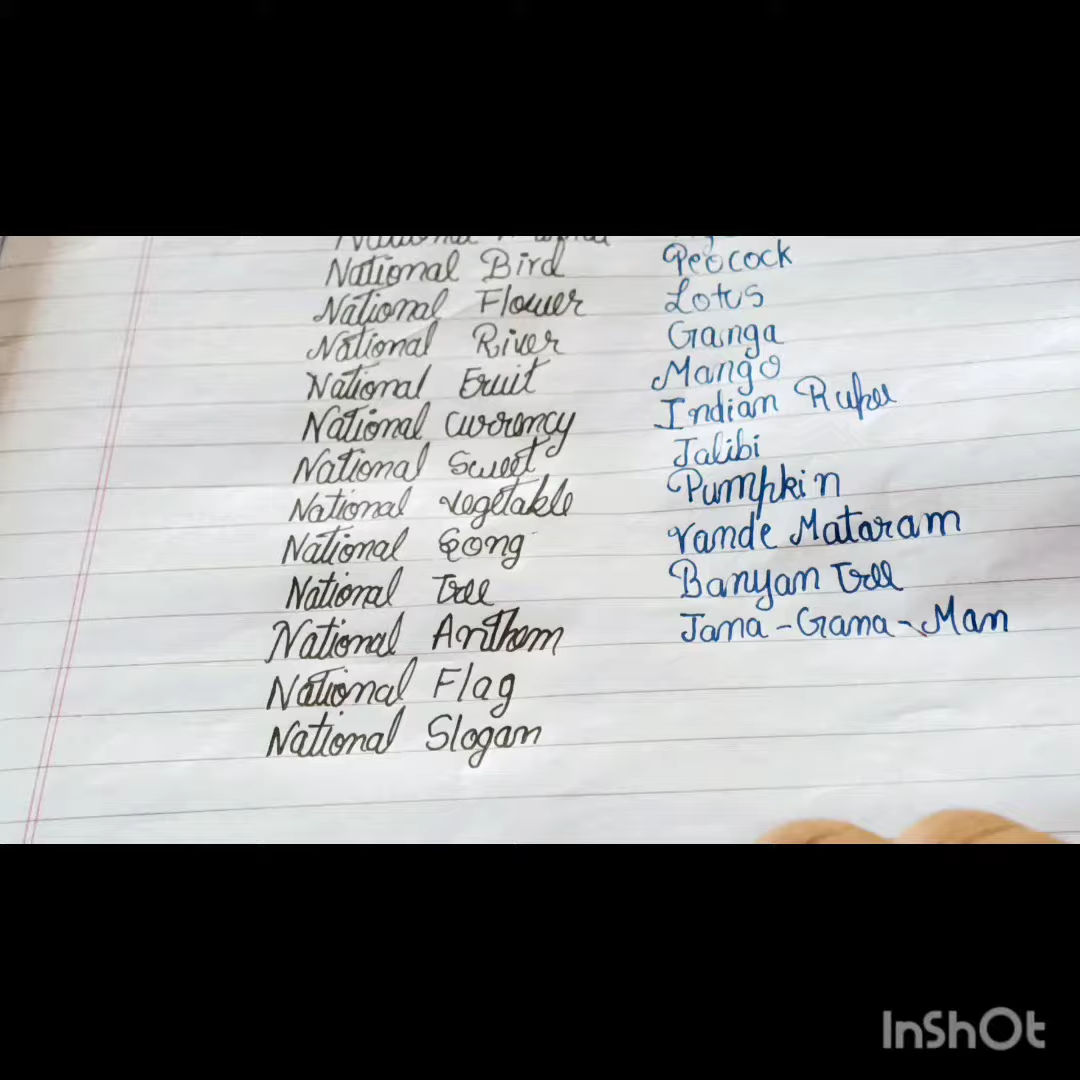 National Bird Peocock
National Flower Lotus
National River Ganga
National Fruit Mango
National currency Indian Rupee
National Sweet Jalibi
National vegetable Pumpkin
National Song Vande Mataram
National Tree Banyan Tree
National Anthem Jana-Gana-Man
National Flag
National Slogan
InShOt